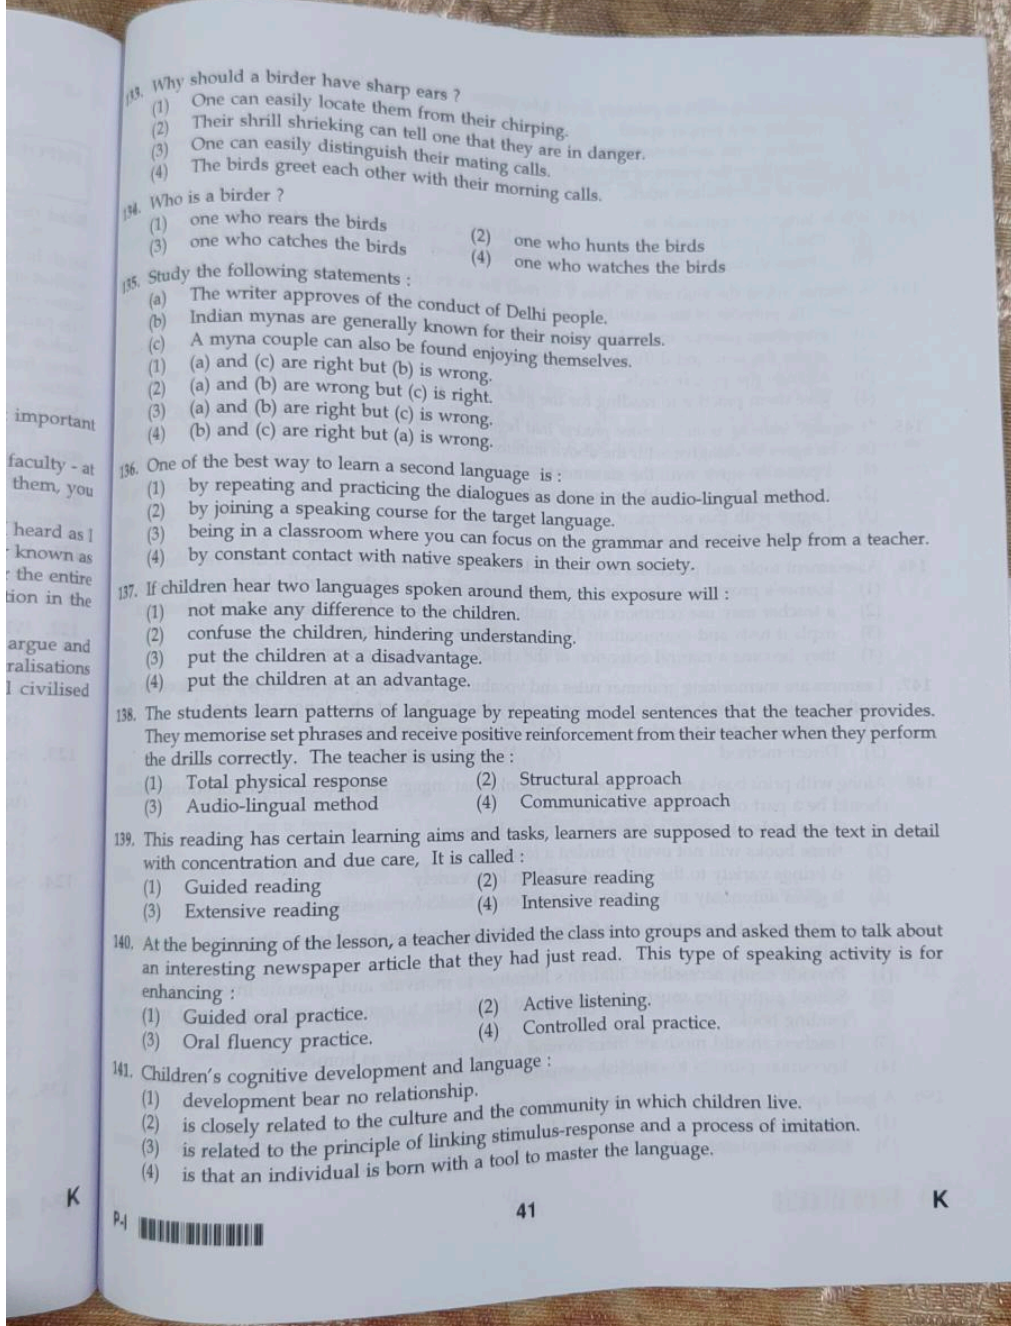 important
faculty - at
them, you
heard as I
known as
the entire
tion in the
argue and
ralisations
l civilised
K
133. Why should a birder have sharp ears ?
(1) One can easily locate them from their chirping.
(2) Their shrill shrieking can tell one that they are in danger.
(3) One can easily distinguish their mating calls.
(4) The birds greet each other with their morning calls.
134. Who is a birder ?
(1) one who rears the birds (2) one who hunts the birds
(3) one who catches the birds (4) one who watches the birds
135. Study the following statements :
(a) The writer approves of the conduct of Delhi people.
(b) Indian mynas are generally known for their noisy quarrels.
(c) A myna couple can also be found enjoying themselves.
(1) (a) and (c) are right but (b) is wrong.
(2) (a) and (b) are wrong but (c) is right.
(3) (a) and (b) are right but (c) is wrong.
(4) (b) and (c) are right but (a) is wrong.
136. One of the best way to learn a second language is :
(1) by repeating and practicing the dialogues as done in the audio-lingual method.
(2) by joining a speaking course for the target language.
(3) being in a classroom where you can focus on the grammar and receive help from a teacher.
(4) by constant contact with native speakers in their own society.
137. If children hear two languages spoken around them, this exposure will :
(1) not make any difference to the children.
(2) confuse the children, hindering understanding.
(3) put the children at a disadvantage.
(4) put the children at an advantage.
138. The students learn patterns of language by repeating model sentences that the teacher provides.
They memorise set phrases and receive positive reinforcement from their teacher when they perform
the drills correctly. The teacher is using the :
(1) Total physical response (2) Structural approach
(3) Audio-lingual method (4) Communicative approach
139. This reading has certain learning aims and tasks, learners are supposed to read the text in detail
with concentration and due care, It is called :
(1) Guided reading (2) Pleasure reading
(3) Extensive reading (4) Intensive reading
140. At the beginning of the lesson, a teacher divided the class into groups and asked them to talk about
an interesting newspaper article that they had just read. This type of speaking activity is for
enhancing :
(1) Guided oral practice. (2) Active listening.
(3) Oral fluency practice. (4) Controlled oral practice.
141. Children's cognitive development and language :
(1) development bear no relationship.
(2) is closely related to the culture and the community in which children live.
(3) is related to the principle of linking stimulus-response and a process of imitation.
(4) is that an individual is born with a tool to master the language.
P-I 41 K